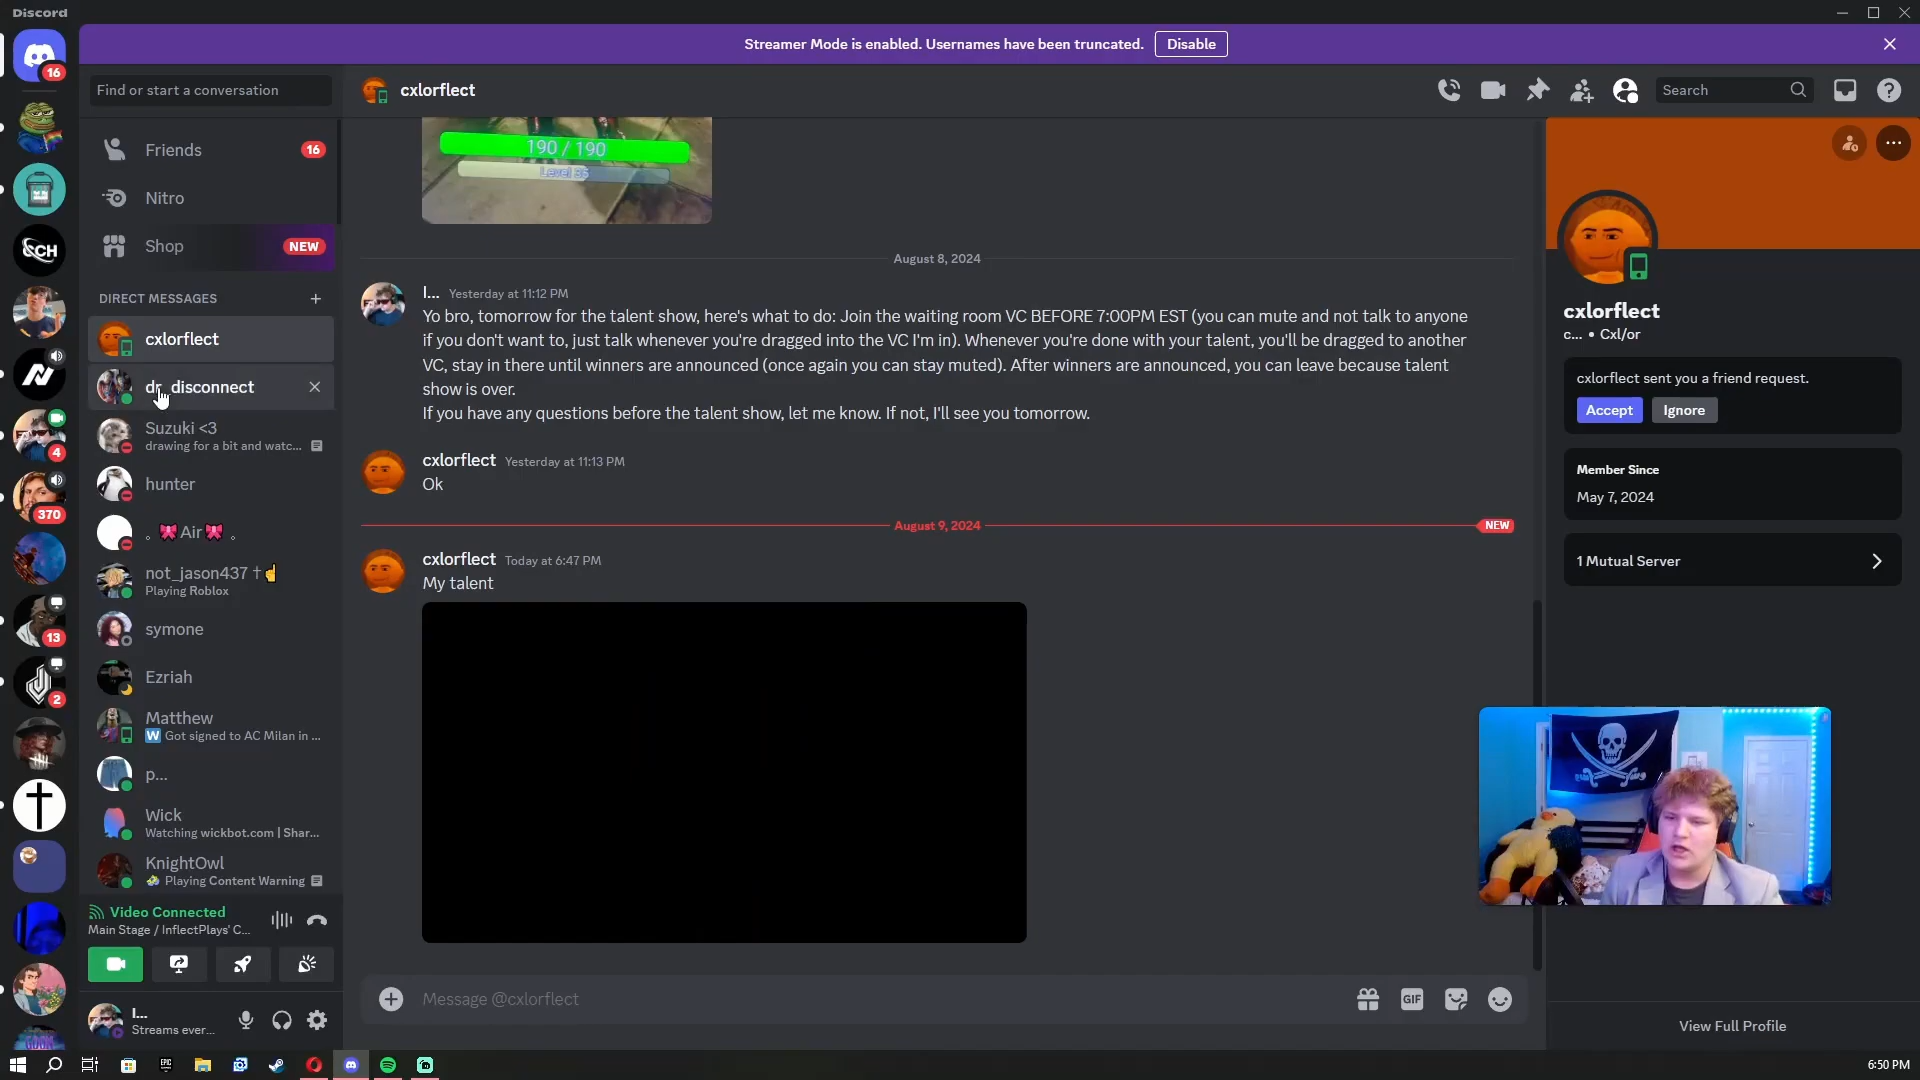 Discord
Streamer Mode is enabled. Usernames have been truncated.
Disable
16
Find or start a conversation
cxlorflect
Search
Friends
16
Nitro
Shop
NEW
DIRECT MESSAGES
cxlorflect
dr_disconnect
Suzuki <3
drawing for a bit and watc...
hunter
。🎀Air🎀 。
not_jason437 †☝
Playing Roblox
symone
Ezriah
Matthew
W Got signed to AC Milan in ...
p...
Wick
Watching wickbot.com | Shar...
KnightOwl
Playing Content Warning
Video Connected
Main Stage / InflectPlays' C...
I...
Streams ever...
CH
4
370
13
2
190 / 190
Level 36
August 8, 2024
I... Yesterday at 11:12 PM
Yo bro, tomorrow for the talent show, here's what to do: Join the waiting room VC BEFORE 7:00PM EST (you can mute and not talk to anyone
if you don't want to, just talk whenever you're dragged into the VC I'm in). Whenever you're done with your talent, you'll be dragged to another
VC, stay in there until winners are announced (once again you can stay muted). After winners are announced, you can leave because talent
show is over.
If you have any questions before the talent show, let me know. If not, I'll see you tomorrow.
cxlorflect Yesterday at 11:13 PM
Ok
August 9, 2024
NEW
cxlorflect Today at 6:47 PM
My talent
Message @cxlorflect
GIF
cxlorflect
c... • Cxl/or
cxlorflect sent you a friend request.
Accept
Ignore
Member Since
May 7, 2024
1 Mutual Server
View Full Profile
EPIC
6:50 PM